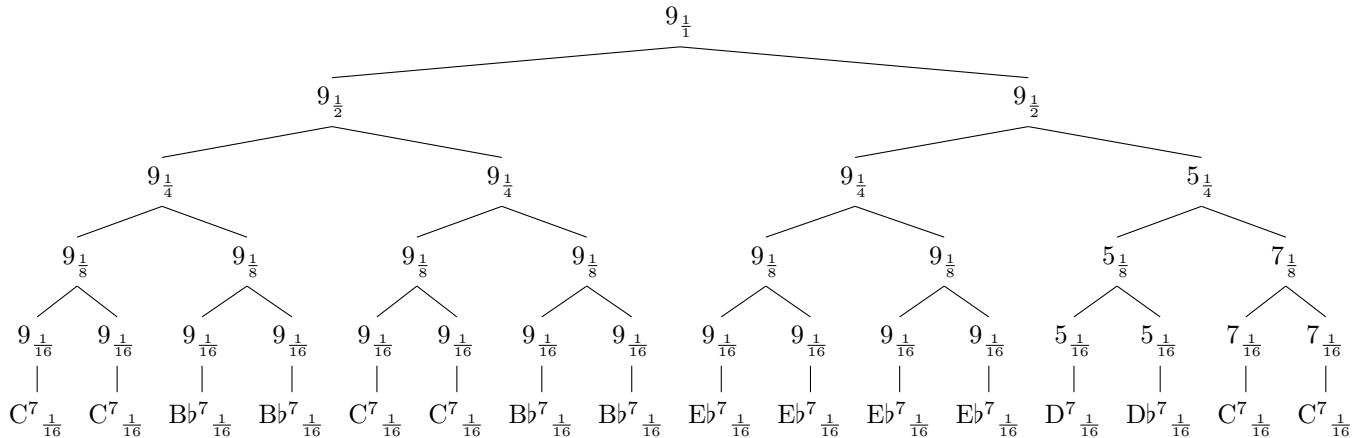 9 1/1
9 1/2 9 1/2
9 1/4 9 1/4 9 1/4 5 1/4
9 1/8 9 1/8 9 1/8 9 1/8 9 1/8 9 1/8 5 1/8 7 1/8
9 1/16 9 1/16 9 1/16 9 1/16 9 1/16 9 1/16 9 1/16 9 1/16 9 1/16 9 1/16 9 1/16 9 1/16 5 1/16 5 1/16 7 1/16 7 1/16
C⁷ 1/16 C⁷ 1/16 B♭⁷ 1/16 B♭⁷ 1/16 C⁷ 1/16 C⁷ 1/16 B♭⁷ 1/16 B♭⁷ 1/16 E♭⁷ 1/16 E♭⁷ 1/16 E♭⁷ 1/16 E♭⁷ 1/16 D⁷ 1/16 D♭⁷ 1/16 C⁷ 1/16 C⁷ 1/16